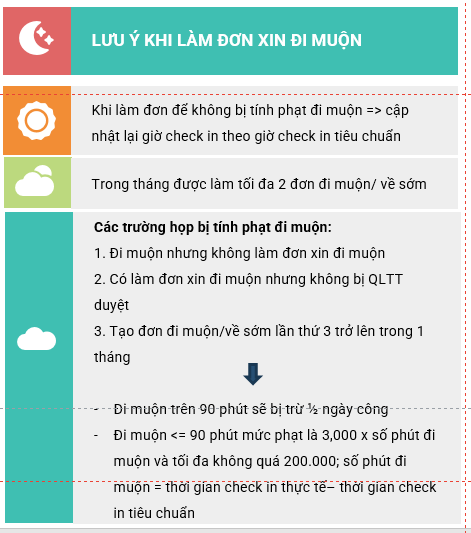 LƯU Ý KHI LÀM ĐƠN XIN ĐI MUỘN
Khi làm đơn để không bị tính phạt đi muộn => cập
nhật lại giờ check in theo giờ check in tiêu chuẩn
Trong tháng được làm tối đa 2 đơn đi muộn/ về sớm
Các trường họp bị tính phạt đi muộn:
1. Đi muộn nhưng không làm đơn xin đi muộn
2. Có làm đơn xin đi muộn nhưng không bị QLTT
duyệt
3. Tạo đơn đi muộn/về sớm lần thứ 3 trở lên trong 1
tháng
- Đi muộn trên 90 phút sẽ bị trừ ½ ngày công
- Đi muộn <= 90 phút mức phạt là 3,000 x số phút đi
muộn và tối đa không quá 200.000; số phút đi
muộn = thời gian check in thực tế– thời gian check
in tiêu chuẩn